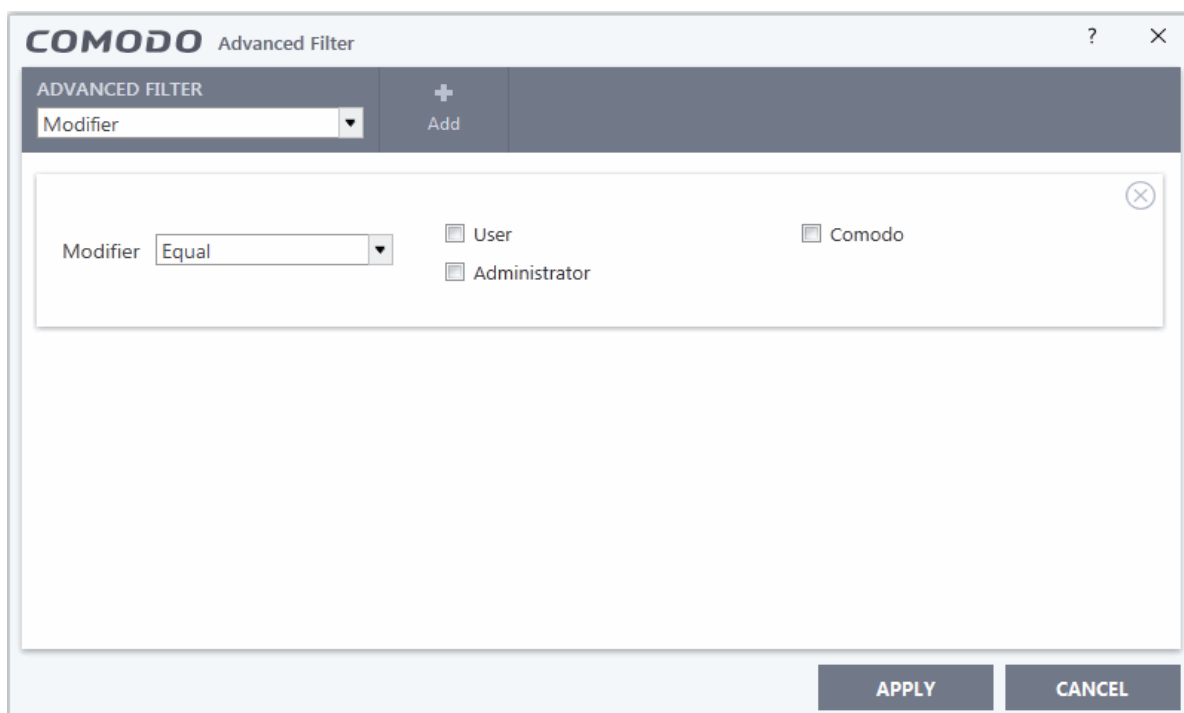 COMODO Advanced Filter ?
ADVANCED FILTER
Modifier
Add
Modifier Equal
User Comodo
Administrator
APPLY CANCEL